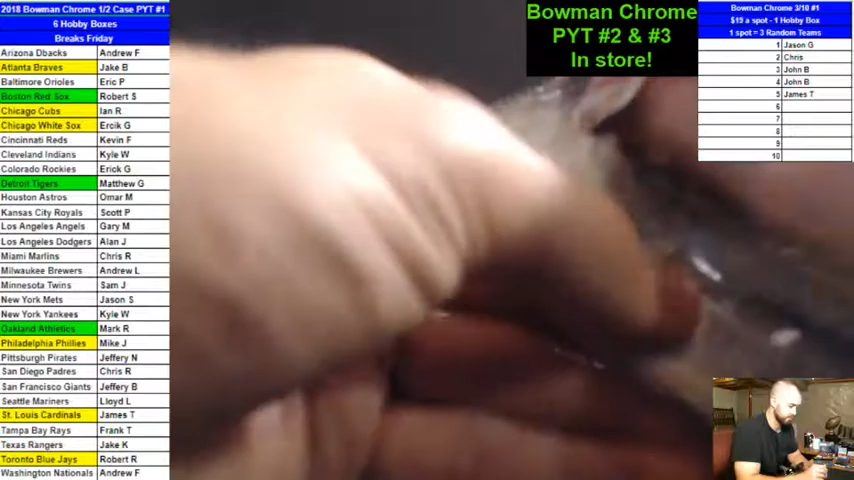 2018 Bowman Chrome 1/2 Case PYT #1
6 Hobby Boxes
Breaks Friday
Arizona Dbacks Andrew F
Atlanta Braves Jake B
Baltimore Orioles Eric P
Boston Red Sox Robert S
Chicago Cubs Ian R
Chicago White Sox Ercik G
Cincinnati Reds Kevin F
Cleveland Indians Kyle W
Colorado Rockies Erick G
Detroit Tigers Matthew G
Houston Astros Omar M
Kansas City Royals Scott P
Los Angeles Angels Gary M
Los Angeles Dodgers Alan J
Miami Marlins Chris R
Milwaukee Brewers Andrew L
Minnesota Twins Sam J
New York Mets Jason S
New York Yankees Kyle W
Oakland Athletics Mark R
Philadelphia Phillies Mike J
Pittsburgh Pirates Jeffery N
San Diego Padres Chris R
San Francisco Giants Jeffery B
Seattle Mariners Lloyd L
St. Louis Cardinals James T
Tampa Bay Rays Frank T
Texas Rangers Jake K
Toronto Blue Jays Robert R
Washington Nationals Andrew F
Bowman Chrome
PYT #2 & #3
In store!
Bowman Chrome 3/10 #1
$19 a spot - 1 Hobby Box
1 spot = 3 Random Teams
1 Jason G
2 Chris
3 John B
4 John B
5 James T
6
7
8
9
10